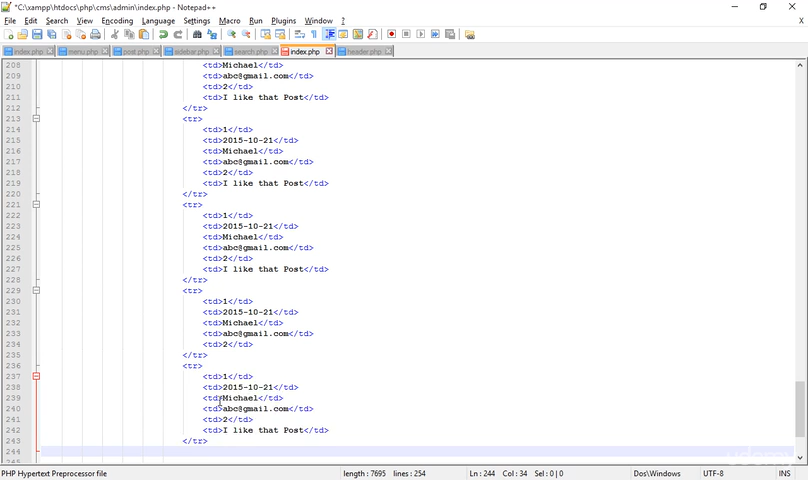 *C:\xampp\htdocs\php\cms\admin\index.php - Notepad++
File Edit Search View Encoding Language Settings Macro Run Plugins Window ? X
index.php menu.php post.php sidebar.php search.php index.php header.php
208 <td>Michael</td>
209 <td>abc@gmail.com</td>
210 <td>2</td>
211 <td>I like that Post</td>
212 </tr>
213 <tr>
214 <td>1</td>
215 <td>2015-10-21</td>
216 <td>Michael</td>
217 <td>abc@gmail.com</td>
218 <td>2</td>
219 <td>I like that Post</td>
220 </tr>
221 <tr>
222 <td>1</td>
223 <td>2015-10-21</td>
224 <td>Michael</td>
225 <td>abc@gmail.com</td>
226 <td>2</td>
227 <td>I like that Post</td>
228 </tr>
229 <tr>
230 <td>1</td>
231 <td>2015-10-21</td>
232 <td>Michael</td>
233 <td>abc@gmail.com</td>
234 <td>2</td>
235 </tr>
236 <tr>
237 <td>1</td>
238 <td>2015-10-21</td>
239 <td>Michael</td>
240 <td>abc@gmail.com</td>
241 <td>2</td>
242 <td>I like that Post</td>
243 </tr>
244
PHP Hypertext Preprocessor file length : 7695 lines : 254 Ln : 244 Col : 34 Sel : 0 | 0 Dos\Windows UTF-8 INS
udemy